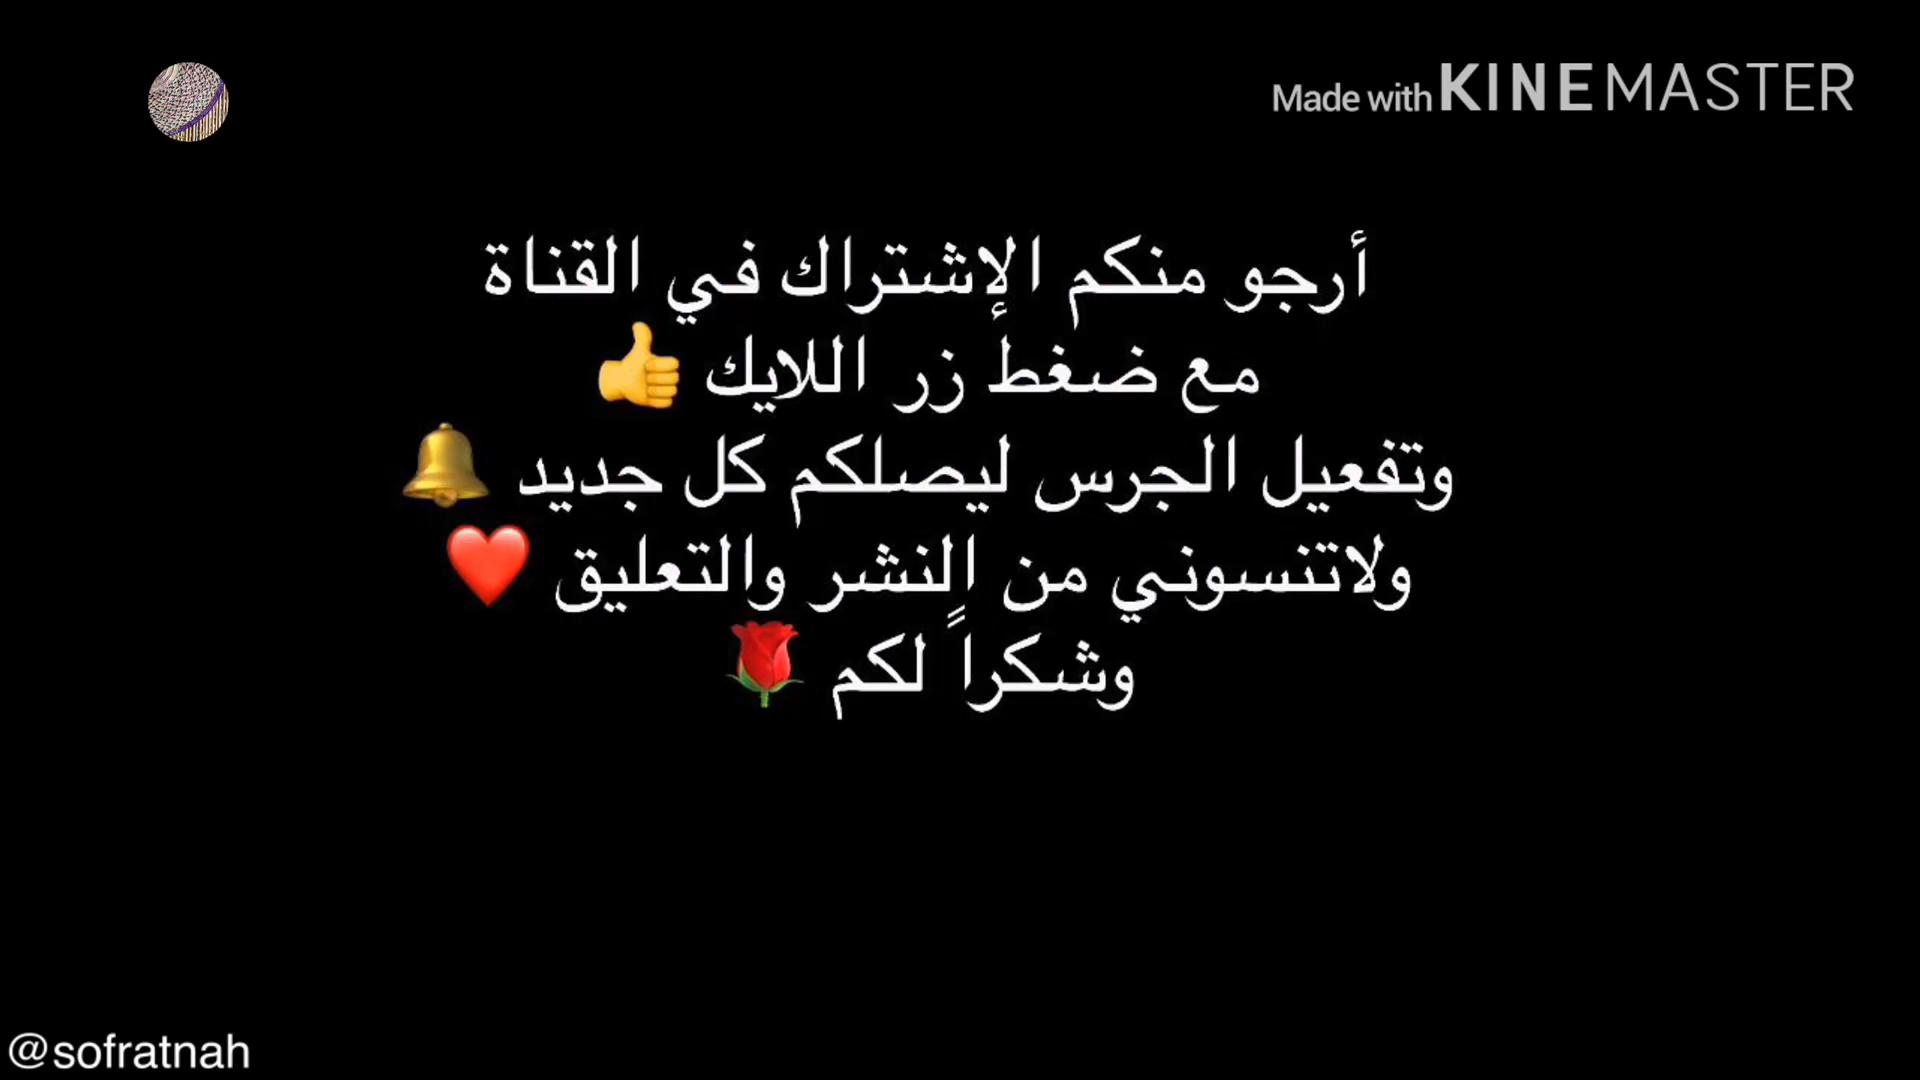 Made with KINEMASTER
أرجو منكم الإشتراك في القناة
مع ضغط زر اللايك 👍
وتفعيل الجرس ليصلكم كل جديد 🔔
ولاتنسوني من النشر والتعليق ❤️
وشكراً لكم 🌹
@sofratnah